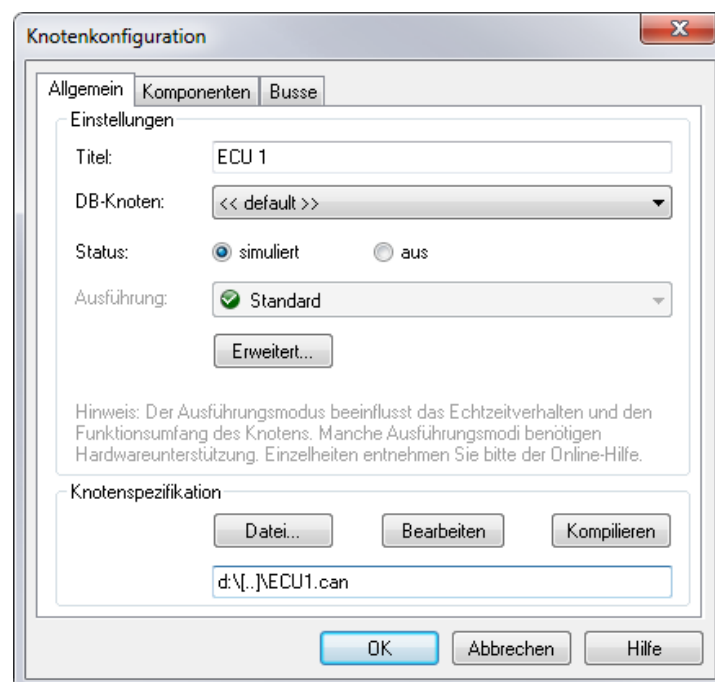 Knotenkonfiguration
Allgemein Komponenten Busse
Einstellungen
Titel: ECU 1
DB-Knoten: << default >>
Status: simuliert aus
Ausführung: Standard
Erweitert...
Hinweis: Der Ausführungsmodus beeinflusst das Echtzeitverhalten und den
Funktionsumfang des Knotens. Manche Ausführungsmodi benötigen
Hardwareunterstützung. Einzelheiten entnehmen Sie bitte der Online-Hilfe.
Knotenspezifikation
Datei... Bearbeiten Kompilieren
d:\[..]\ECU1.can
OK Abbrechen Hilfe